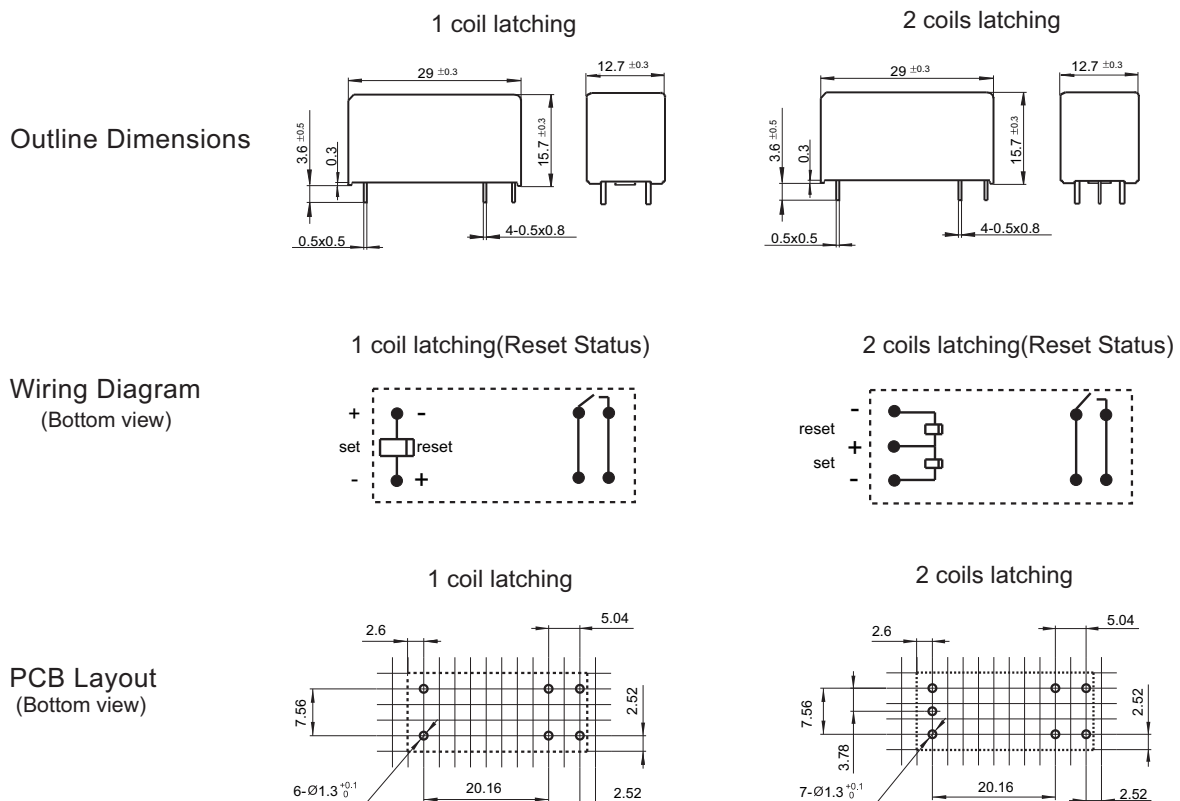 1 coil latching
2 coils latching
Outline Dimensions
29 ±0.3
12.7 ±0.3
3.6 ±0.5
0.3
15.7 ±0.3
0.5x0.5
4-0.5x0.8
29 ±0.3
12.7 ±0.3
3.6 ±0.5
0.3
15.7 ±0.3
0.5x0.5
4-0.5x0.8
Wiring Diagram
(Bottom view)
1 coil latching(Reset Status)
+ -
set reset
- +
2 coils latching(Reset Status)
-
reset
+
set
-
PCB Layout
(Bottom view)
1 coil latching
2.6
5.04
7.56
2.52
6-Ø1.3 +0.1 0
20.16
2.52
2 coils latching
2.6
5.04
7.56
3.78
2.52
7-Ø1.3 +0.1 0
20.16
2.52